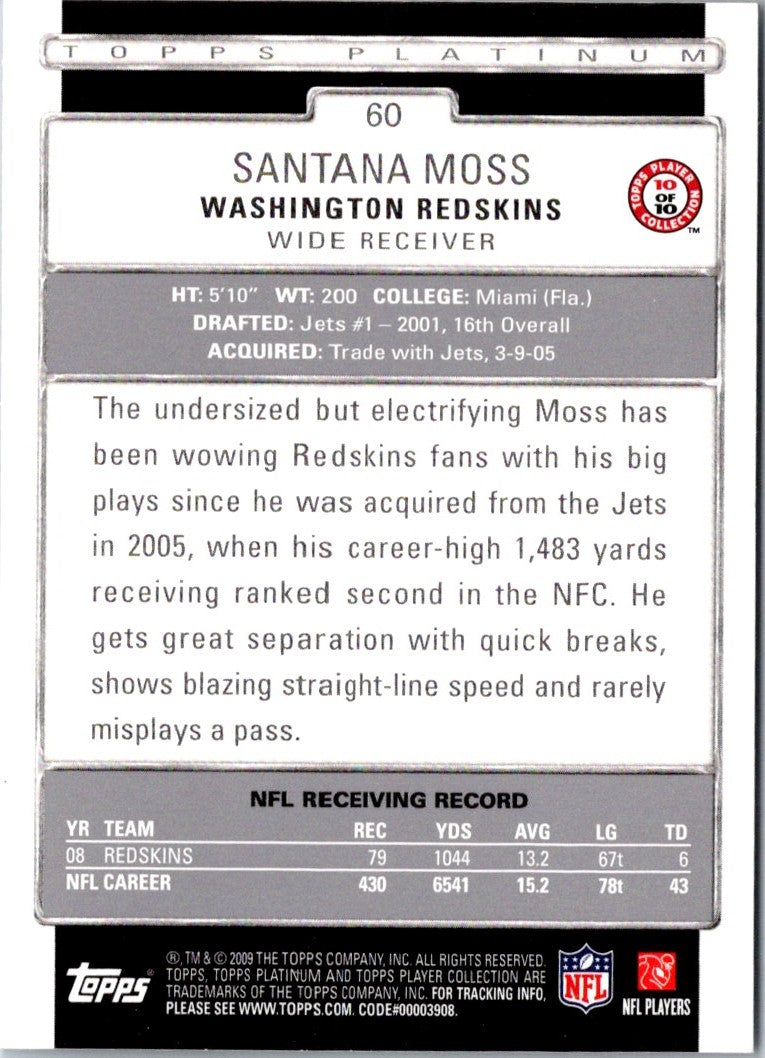 TOPPS PLATINUM
60
SANTANA MOSS
WASHINGTON REDSKINS
WIDE RECEIVER
TOPPS PLAYER
10
OF
10
COLLECTION
TM
HT: 5'10" WT: 200 COLLEGE: Miami (Fla.)
DRAFTED: Jets #1 – 2001, 16th Overall
ACQUIRED: Trade with Jets, 3-9-05
The undersized but electrifying Moss has
been wowing Redskins fans with his big
plays since he was acquired from the Jets
in 2005, when his career-high 1,483 yards
receiving ranked second in the NFC. He
gets great separation with quick breaks,
shows blazing straight-line speed and rarely
misplays a pass.
NFL RECEIVING RECORD
YR TEAM REC YDS AVG LG TD
08 REDSKINS 79 1044 13.2 67t 6
NFL CAREER 430 6541 15.2 78t 43
Topps®
®, TM & © 2009 THE TOPPS COMPANY, INC. ALL RIGHTS RESERVED.
TOPPS, TOPPS PLATINUM AND TOPPS PLAYER COLLECTION ARE
TRADEMARKS OF THE TOPPS COMPANY, INC. FOR TRACKING INFO,
PLEASE SEE WWW.TOPPS.COM. CODE#00003908.
NFL
NFL PLAYERS